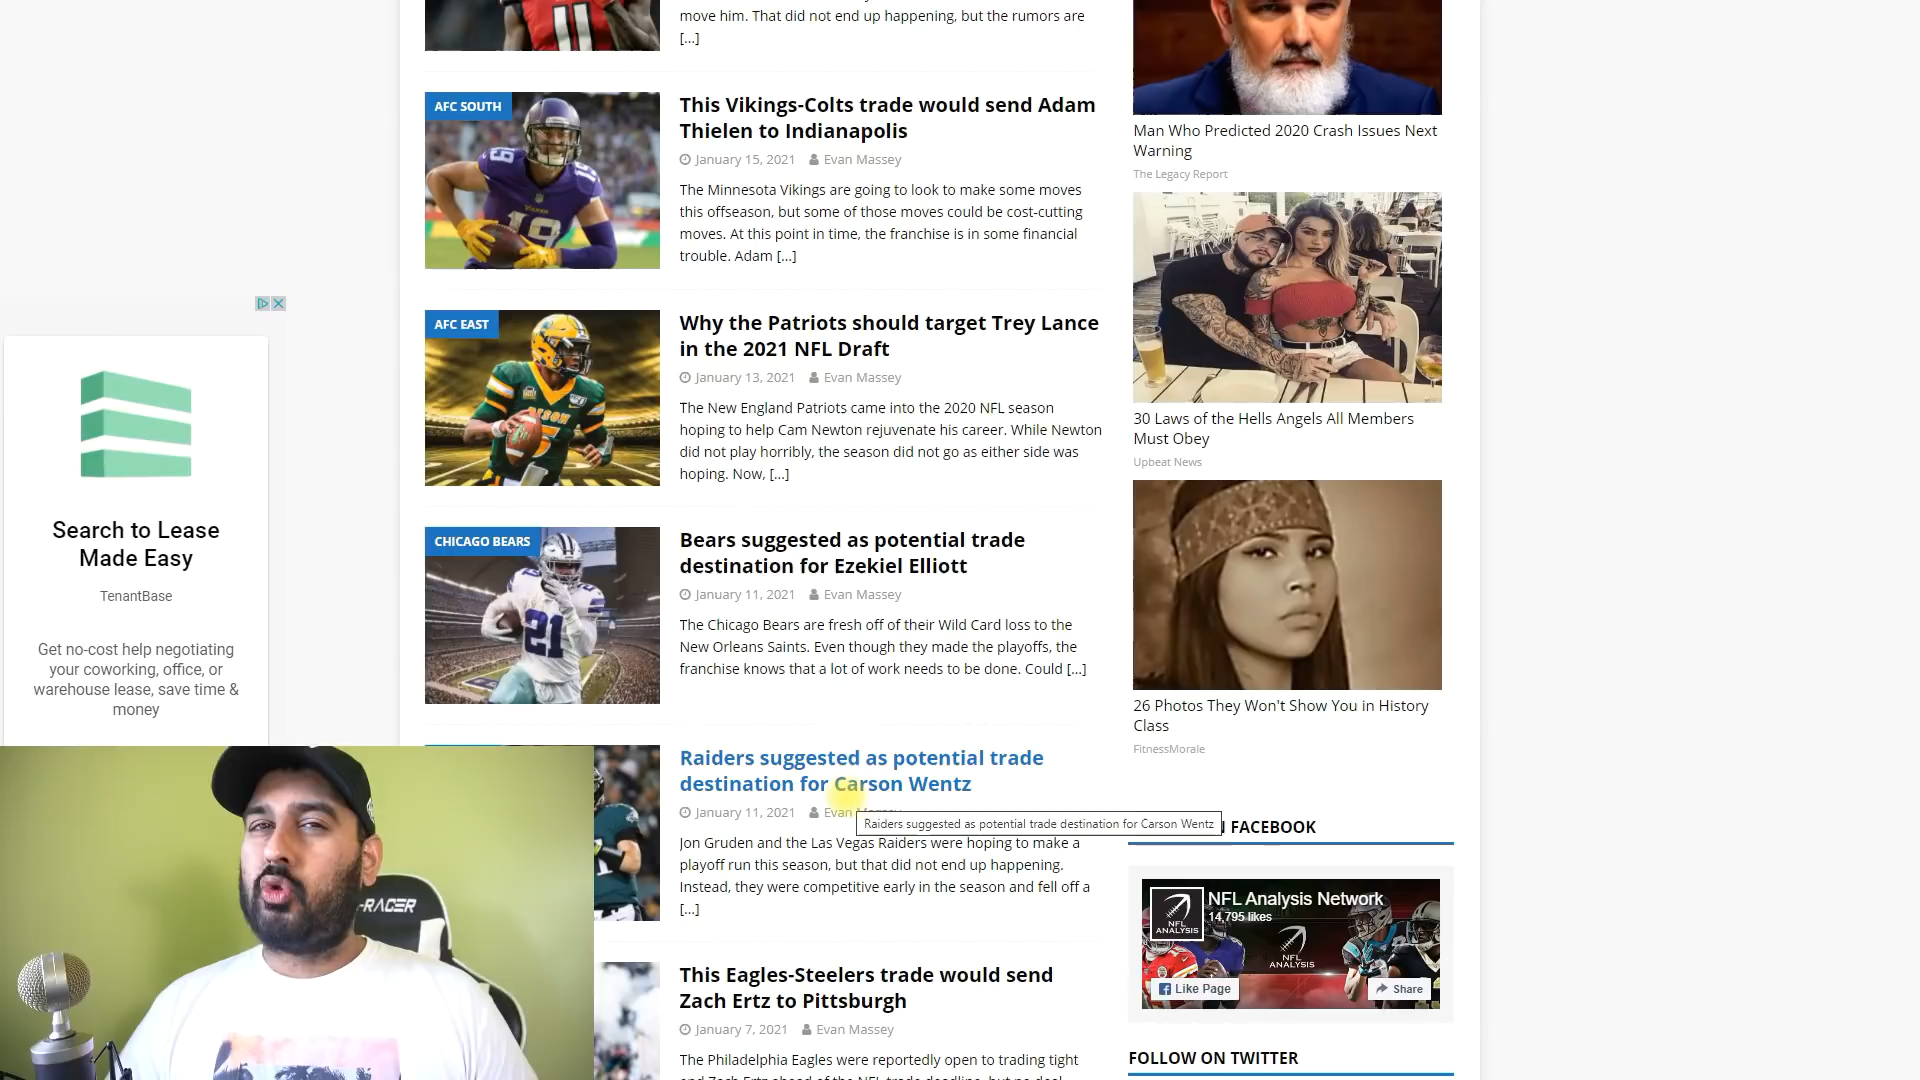 move him. That did not end up happening, but the rumors are
[...]
AFC SOUTH
19
This Vikings-Colts trade would send Adam
Thielen to Indianapolis
January 15, 2021 Evan Massey
The Minnesota Vikings are going to look to make some moves
this offseason, but some of those moves could be cost-cutting
moves. At this point in time, the franchise is in some financial
trouble. Adam [...]
AFC EAST
BISON
Why the Patriots should target Trey Lance
in the 2021 NFL Draft
January 13, 2021 Evan Massey
The New England Patriots came into the 2020 NFL season
hoping to help Cam Newton rejuvenate his career. While Newton
did not play horribly, the season did not go as either side was
hoping. Now, [...]
CHICAGO BEARS
21
Bears suggested as potential trade
destination for Ezekiel Elliott
January 11, 2021 Evan Massey
The Chicago Bears are fresh off of their Wild Card loss to the
New Orleans Saints. Even though they made the playoffs, the
franchise knows that a lot of work needs to be done. Could [...]
Raiders suggested as potential trade
destination for Carson Wentz
January 11, 2021 Evan
Raiders suggested as potential trade destination for Carson Wentz
Jon Gruden and the Las Vegas Raiders were hoping to make a
playoff run this season, but that did not end up happening.
Instead, they were competitive early in the season and fell off a
[...]
This Eagles-Steelers trade would send
Zach Ertz to Pittsburgh
January 7, 2021 Evan Massey
The Philadelphia Eagles were reportedly open to trading tight
Search to Lease
Made Easy
TenantBase
Get no-cost help negotiating
your coworking, office, or
warehouse lease, save time &
money
-RACER
Man Who Predicted 2020 Crash Issues Next
Warning
The Legacy Report
30 Laws of the Hells Angels All Members
Must Obey
Upbeat News
26 Photos They Won't Show You in History
Class
FitnessMorale
FACEBOOK
NFL
ANALYSIS
NFL Analysis Network
14,795 likes
NFL
ANALYSIS
Like Page
Share
FOLLOW ON TWITTER